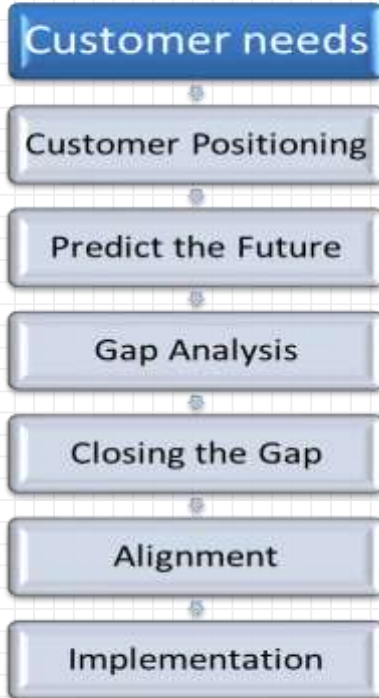 Customer needs
Customer Positioning
Predict the Future
Gap Analysis
Closing the Gap
Alignment
Implementation